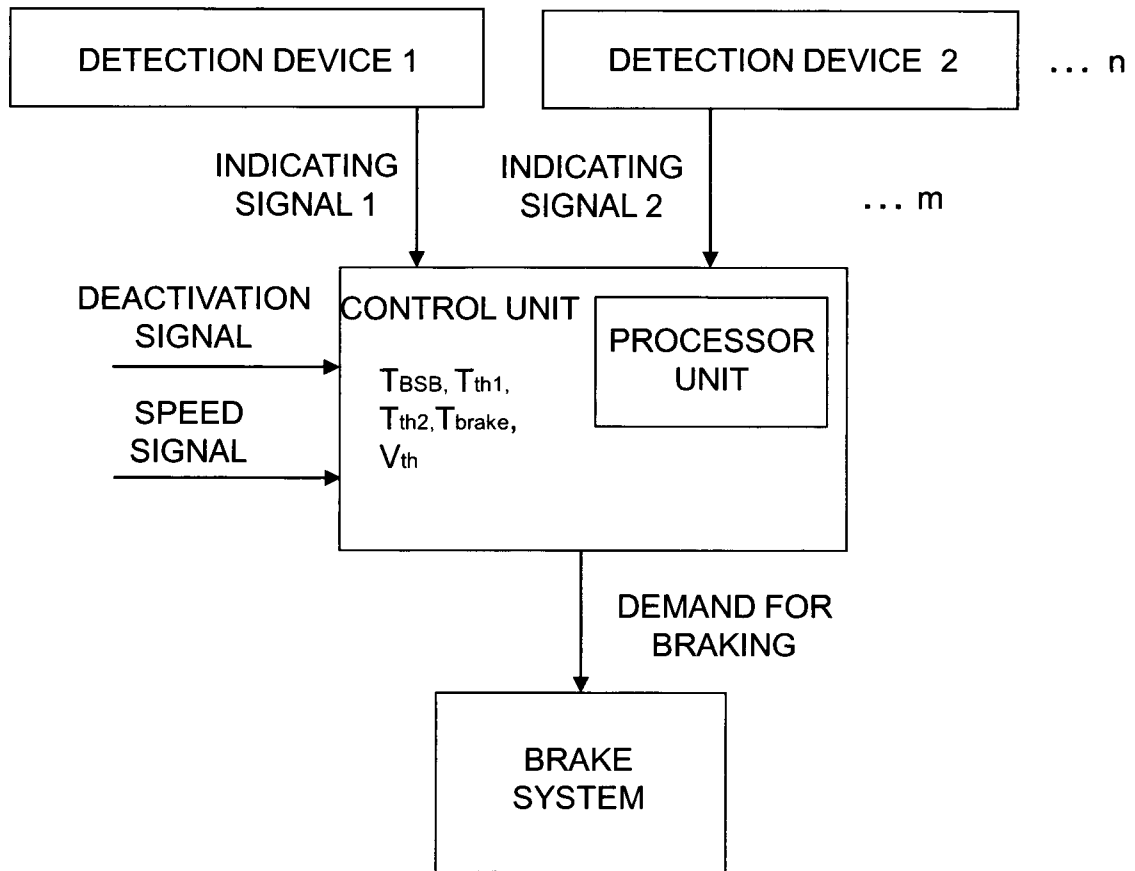 DETECTION DEVICE 1
DETECTION DEVICE 2
... n
INDICATING
SIGNAL 1
INDICATING
SIGNAL 2
... m
DEACTIVATION
SIGNAL
SPEED
SIGNAL
CONTROL UNIT
TBSB, Tth1,
Tth2,Tbrake,
Vth
PROCESSOR
UNIT
DEMAND FOR
BRAKING
BRAKE
SYSTEM